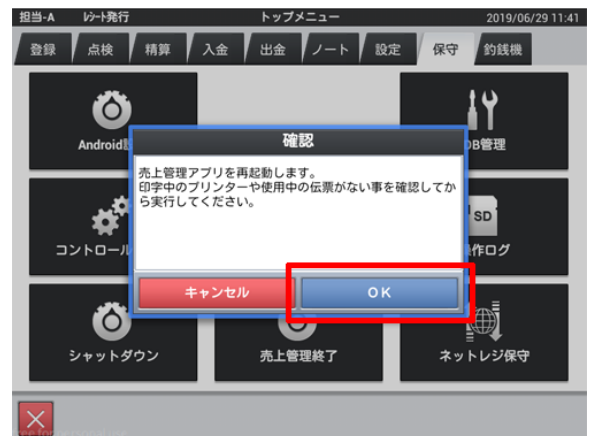 担当-A ﾚｼｰﾄ発行 トップメニュー 2019/06/29 11:41
登録 点検 精算 入金 出金 ノート 設定 保守 釣銭機
Android DB管理
確認
売上管理アプリを再起動します。
印字中のプリンターや使用中の伝票がない事を確認してか
ら実行してください。
コントロール SD
作ログ
キャンセル OK
シャットダウン 売上管理終了 ネットレジ保守